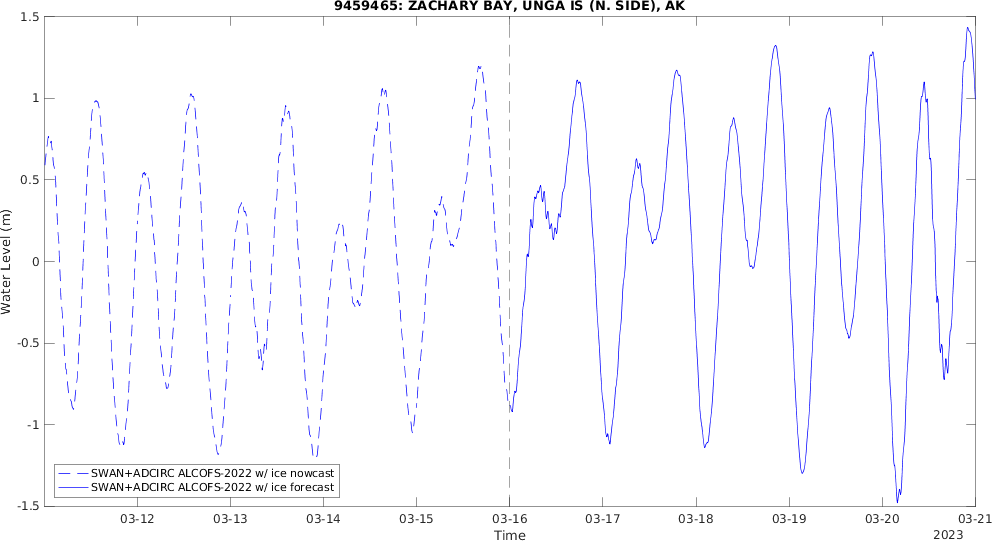 9459465: ZACHARY BAY, UNGA IS (N. SIDE), AK
Water Level (m)
1.5
1
0.5
0
-0.5
-1
-1.5
SWAN+ADCIRC ALCOFS-2022 w/ ice nowcast
SWAN+ADCIRC ALCOFS-2022 w/ ice forecast
03-12 03-13 03-14 03-15 03-16 03-17 03-18 03-19 03-20 03-21
Time
2023